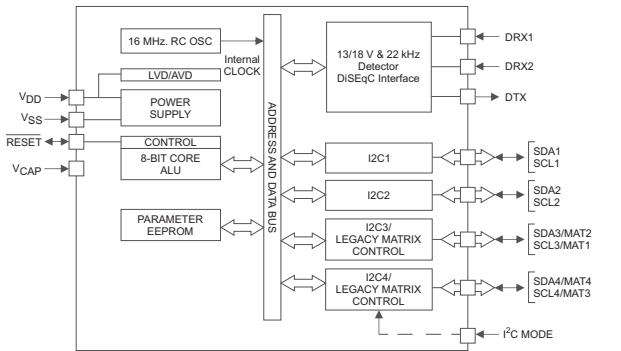 16 MHz. RC OSC
Internal
CLOCK
LVD/AVD
POWER
SUPPLY
CONTROL
8-BIT CORE
ALU
PARAMETER
EEPROM
VDD
VSS
RESET
VCAP
ADDRESS AND DATA BUS
13/18 V & 22 kHz
Detector
DiSEqC Interface
I2C1
I2C2
I2C3/
LEGACY MATRIX
CONTROL
I2C4/
LEGACY MATRIX
CONTROL
DRX1
DRX2
DTX
SDA1
SCL1
SDA2
SCL2
SDA3/MAT2
SCL3/MAT1
SDA4/MAT4
SCL4/MAT3
I²C MODE